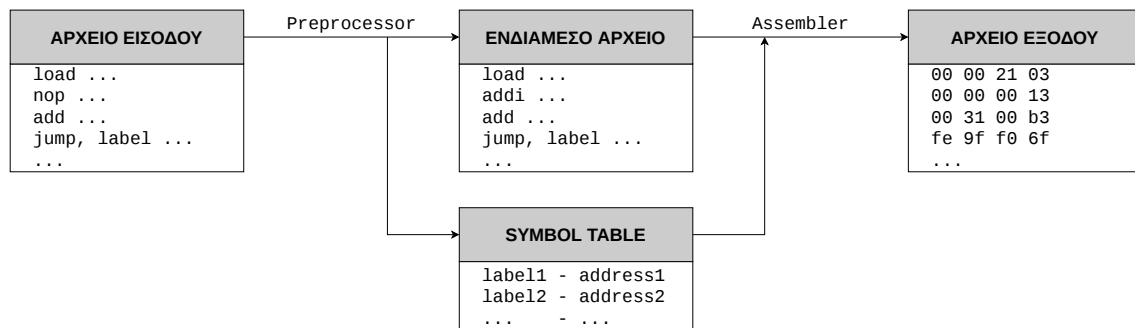 Preprocessor
Assembler
ΑΡΧΕΙΟ ΕΙΣΟΔΟΥ
load ...
nop ...
add ...
jump, label ...
...
ΕΝΔΙΑΜΕΣΟ ΑΡΧΕΙΟ
load ...
addi ...
add ...
jump, label ...
...
ΑΡΧΕΙΟ ΕΞΟΔΟΥ
00 00 21 03
00 00 00 13
00 31 00 b3
fe 9f f0 6f
...
SYMBOL TABLE
label1 - address1
label2 - address2
... - ...